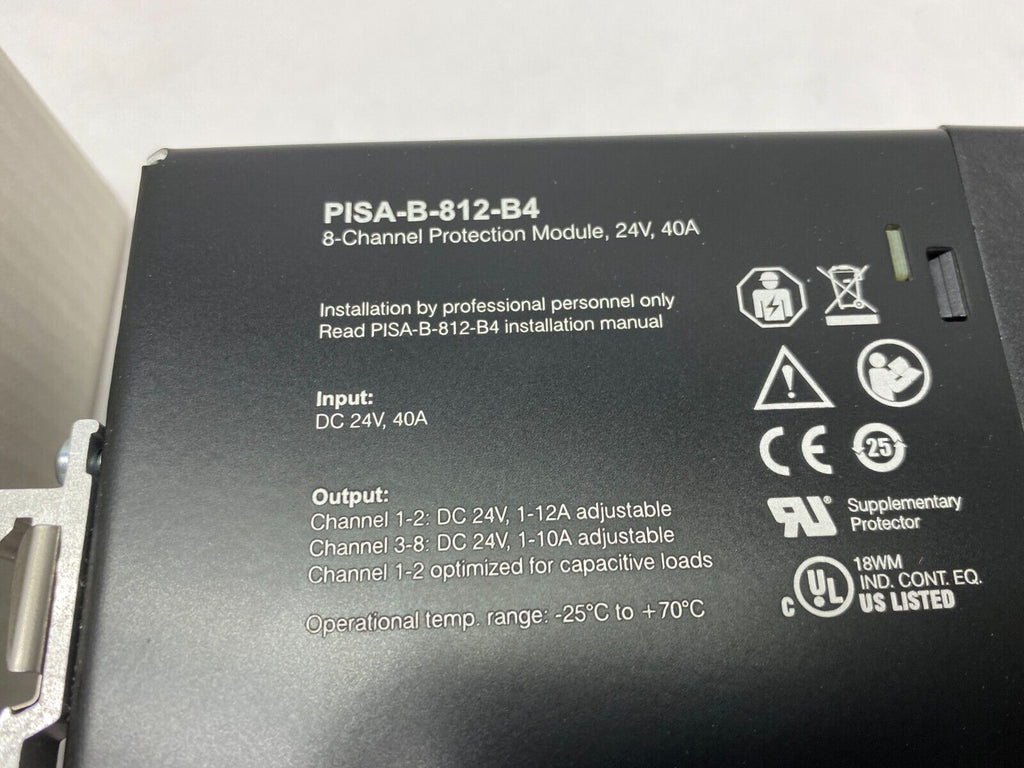 PISA-B-812-B4
8-Channel Protection Module, 24V, 40A
Installation by professional personnel only
Read PISA-B-812-B4 installation manual
Input:
DC 24V, 40A
Output:
Channel 1-2: DC 24V, 1-12A adjustable
Channel 3-8: DC 24V, 1-10A adjustable
Channel 1-2 optimized for capacitive loads
Operational temp. range: -25°C to +70°C
CE
25
RU® Supplementary
Protector
c UL 18WM
IND. CONT. EQ.
US LISTED